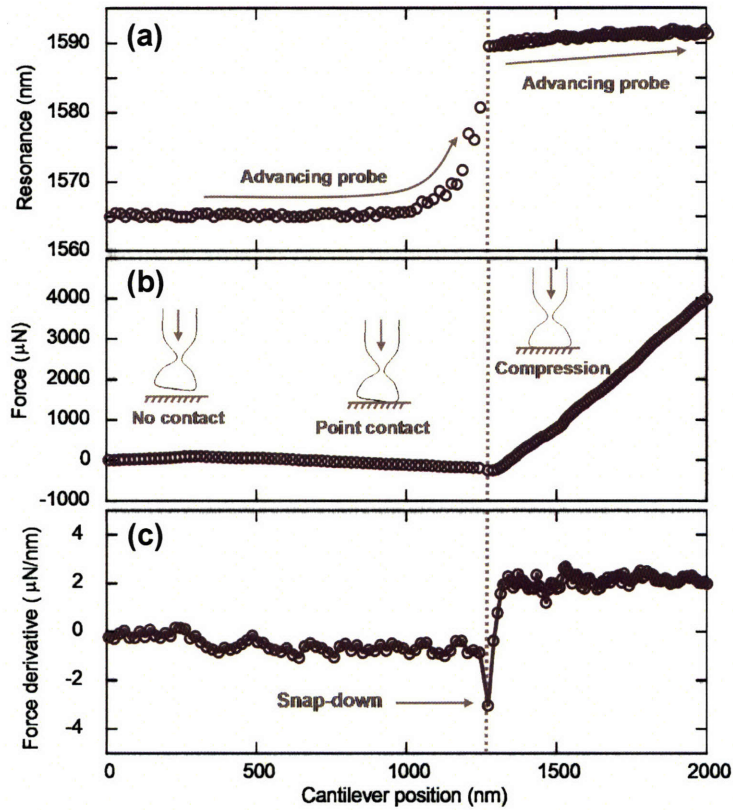 (a)
1590
1580
1570
1560
Resonance (nm)
Advancing probe
Advancing probe
(b)
4000
3000
2000
1000
0
-1000
Force (μN)
No contact
Point contact
Compression
(c)
4
2
0
-2
-4
Force derivative ( μN/nm)
Snap-down
0 500 1000 1500 2000
Cantilever position (nm)